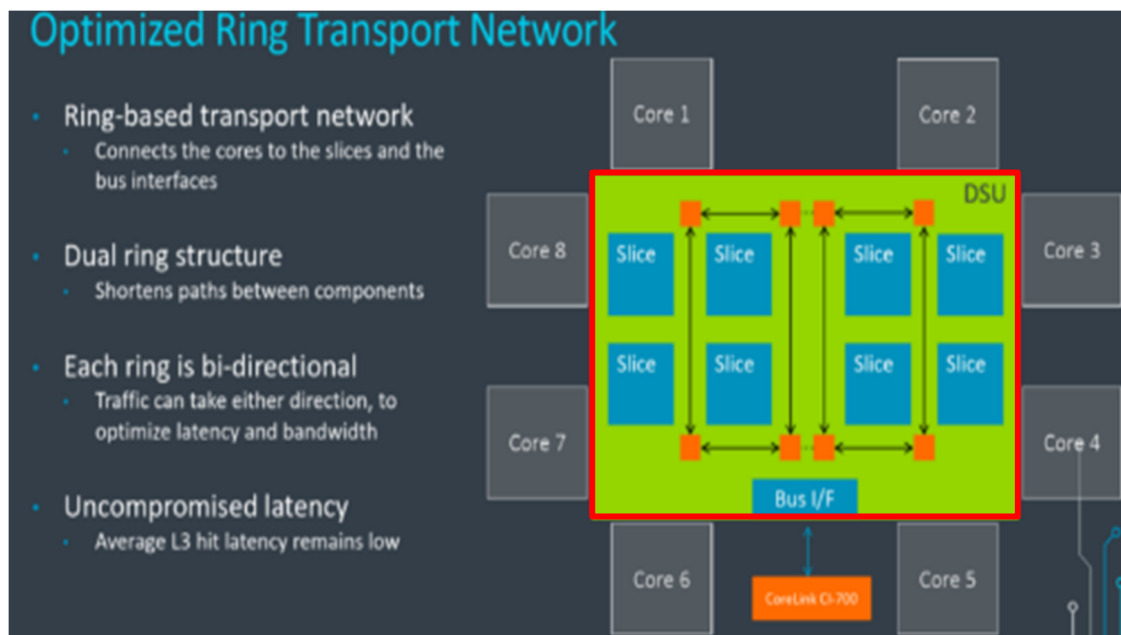 Optimized Ring Transport Network
• Ring-based transport network
• Connects the cores to the slices and the
bus interfaces
• Dual ring structure
• Shortens paths between components
• Each ring is bi-directional
• Traffic can take either direction, to
optimize latency and bandwidth
• Uncompromised latency
• Average L3 hit latency remains low
Core 1
Core 2
DSU
Core 8
Slice
Slice
Slice
Slice
Core 3
Core 7
Slice
Slice
Slice
Slice
Core 4
Bus I/F
Core 6
CoreLink CI-700
Core 5